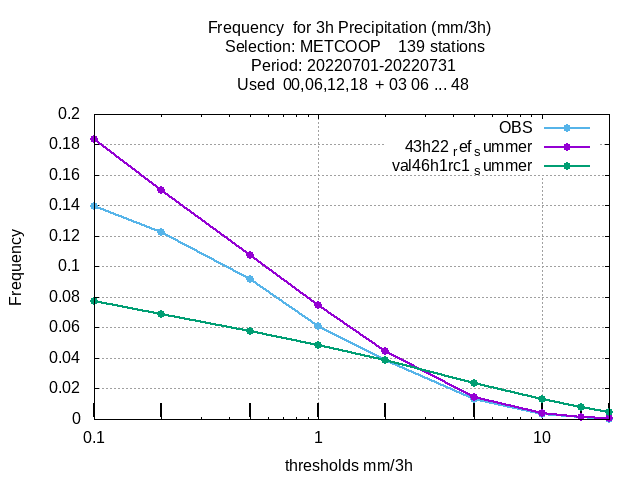 Frequency for 3h Precipitation (mm/3h)
Selection: METCOOP 139 stations
Period: 20220701-20220731
Used 00,06,12,18 + 03 06 ... 48
OBS
43h22refsummer
val46h1rc1summer
0.2
0.18
0.16
0.14
0.12
0.1
0.08
0.06
0.04
0.02
0
Frequency
0.1 1 10
thresholds mm/3h